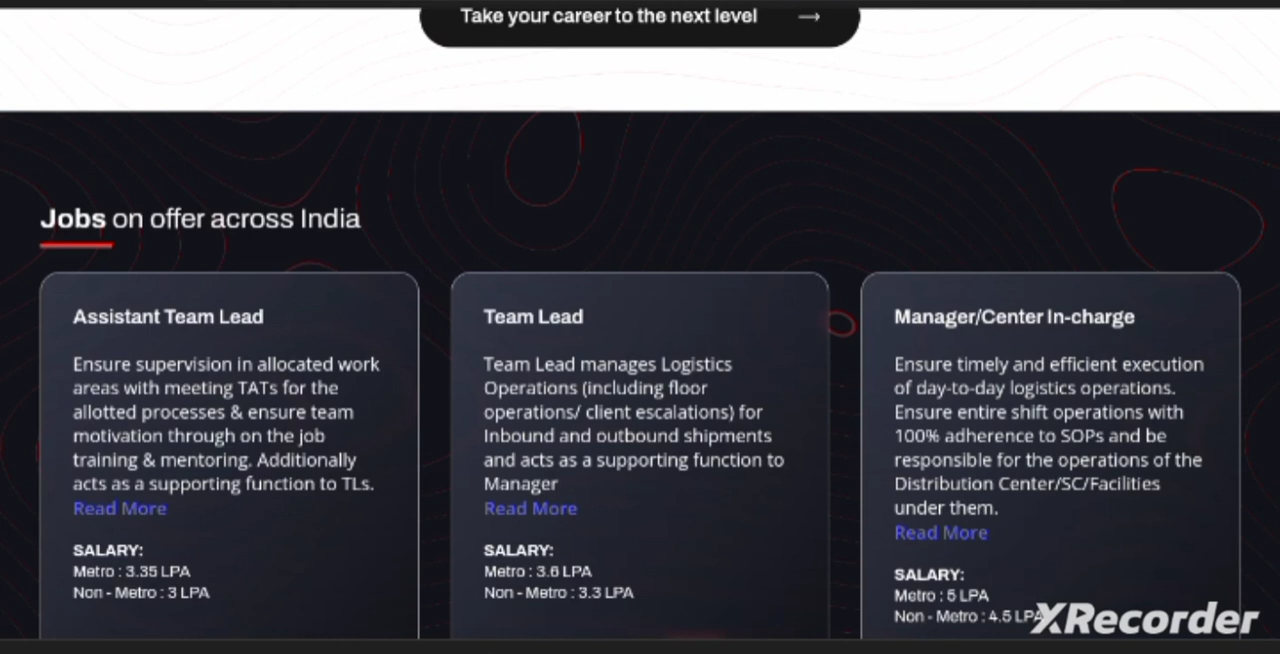 Take your career to the next level →
Jobs on offer across India
Assistant Team Lead
Ensure supervision in allocated work
areas with meeting TATs for the
allotted processes & ensure team
motivation through on the job
training & mentoring. Additionally
acts as a supporting function to TLs.
Read More
SALARY:
Metro : 3.35 LPA
Non - Metro : 3 LPA
Team Lead
Team Lead manages Logistics
Operations (including floor
operations/ client escalations) for
Inbound and outbound shipments
and acts as a supporting function to
Manager
Read More
SALARY:
Metro : 3.6 LPA
Non - Metro : 3.3 LPA
Manager/Center In-charge
Ensure timely and efficient execution
of day-to-day logistics operations.
Ensure entire shift operations with
100% adherence to SOPs and be
responsible for the operations of the
Distribution Center/SC/Facilities
under them.
Read More
SALARY:
Metro : 5 LPA
Non - Metro : 4.5 LPA
XRecorder